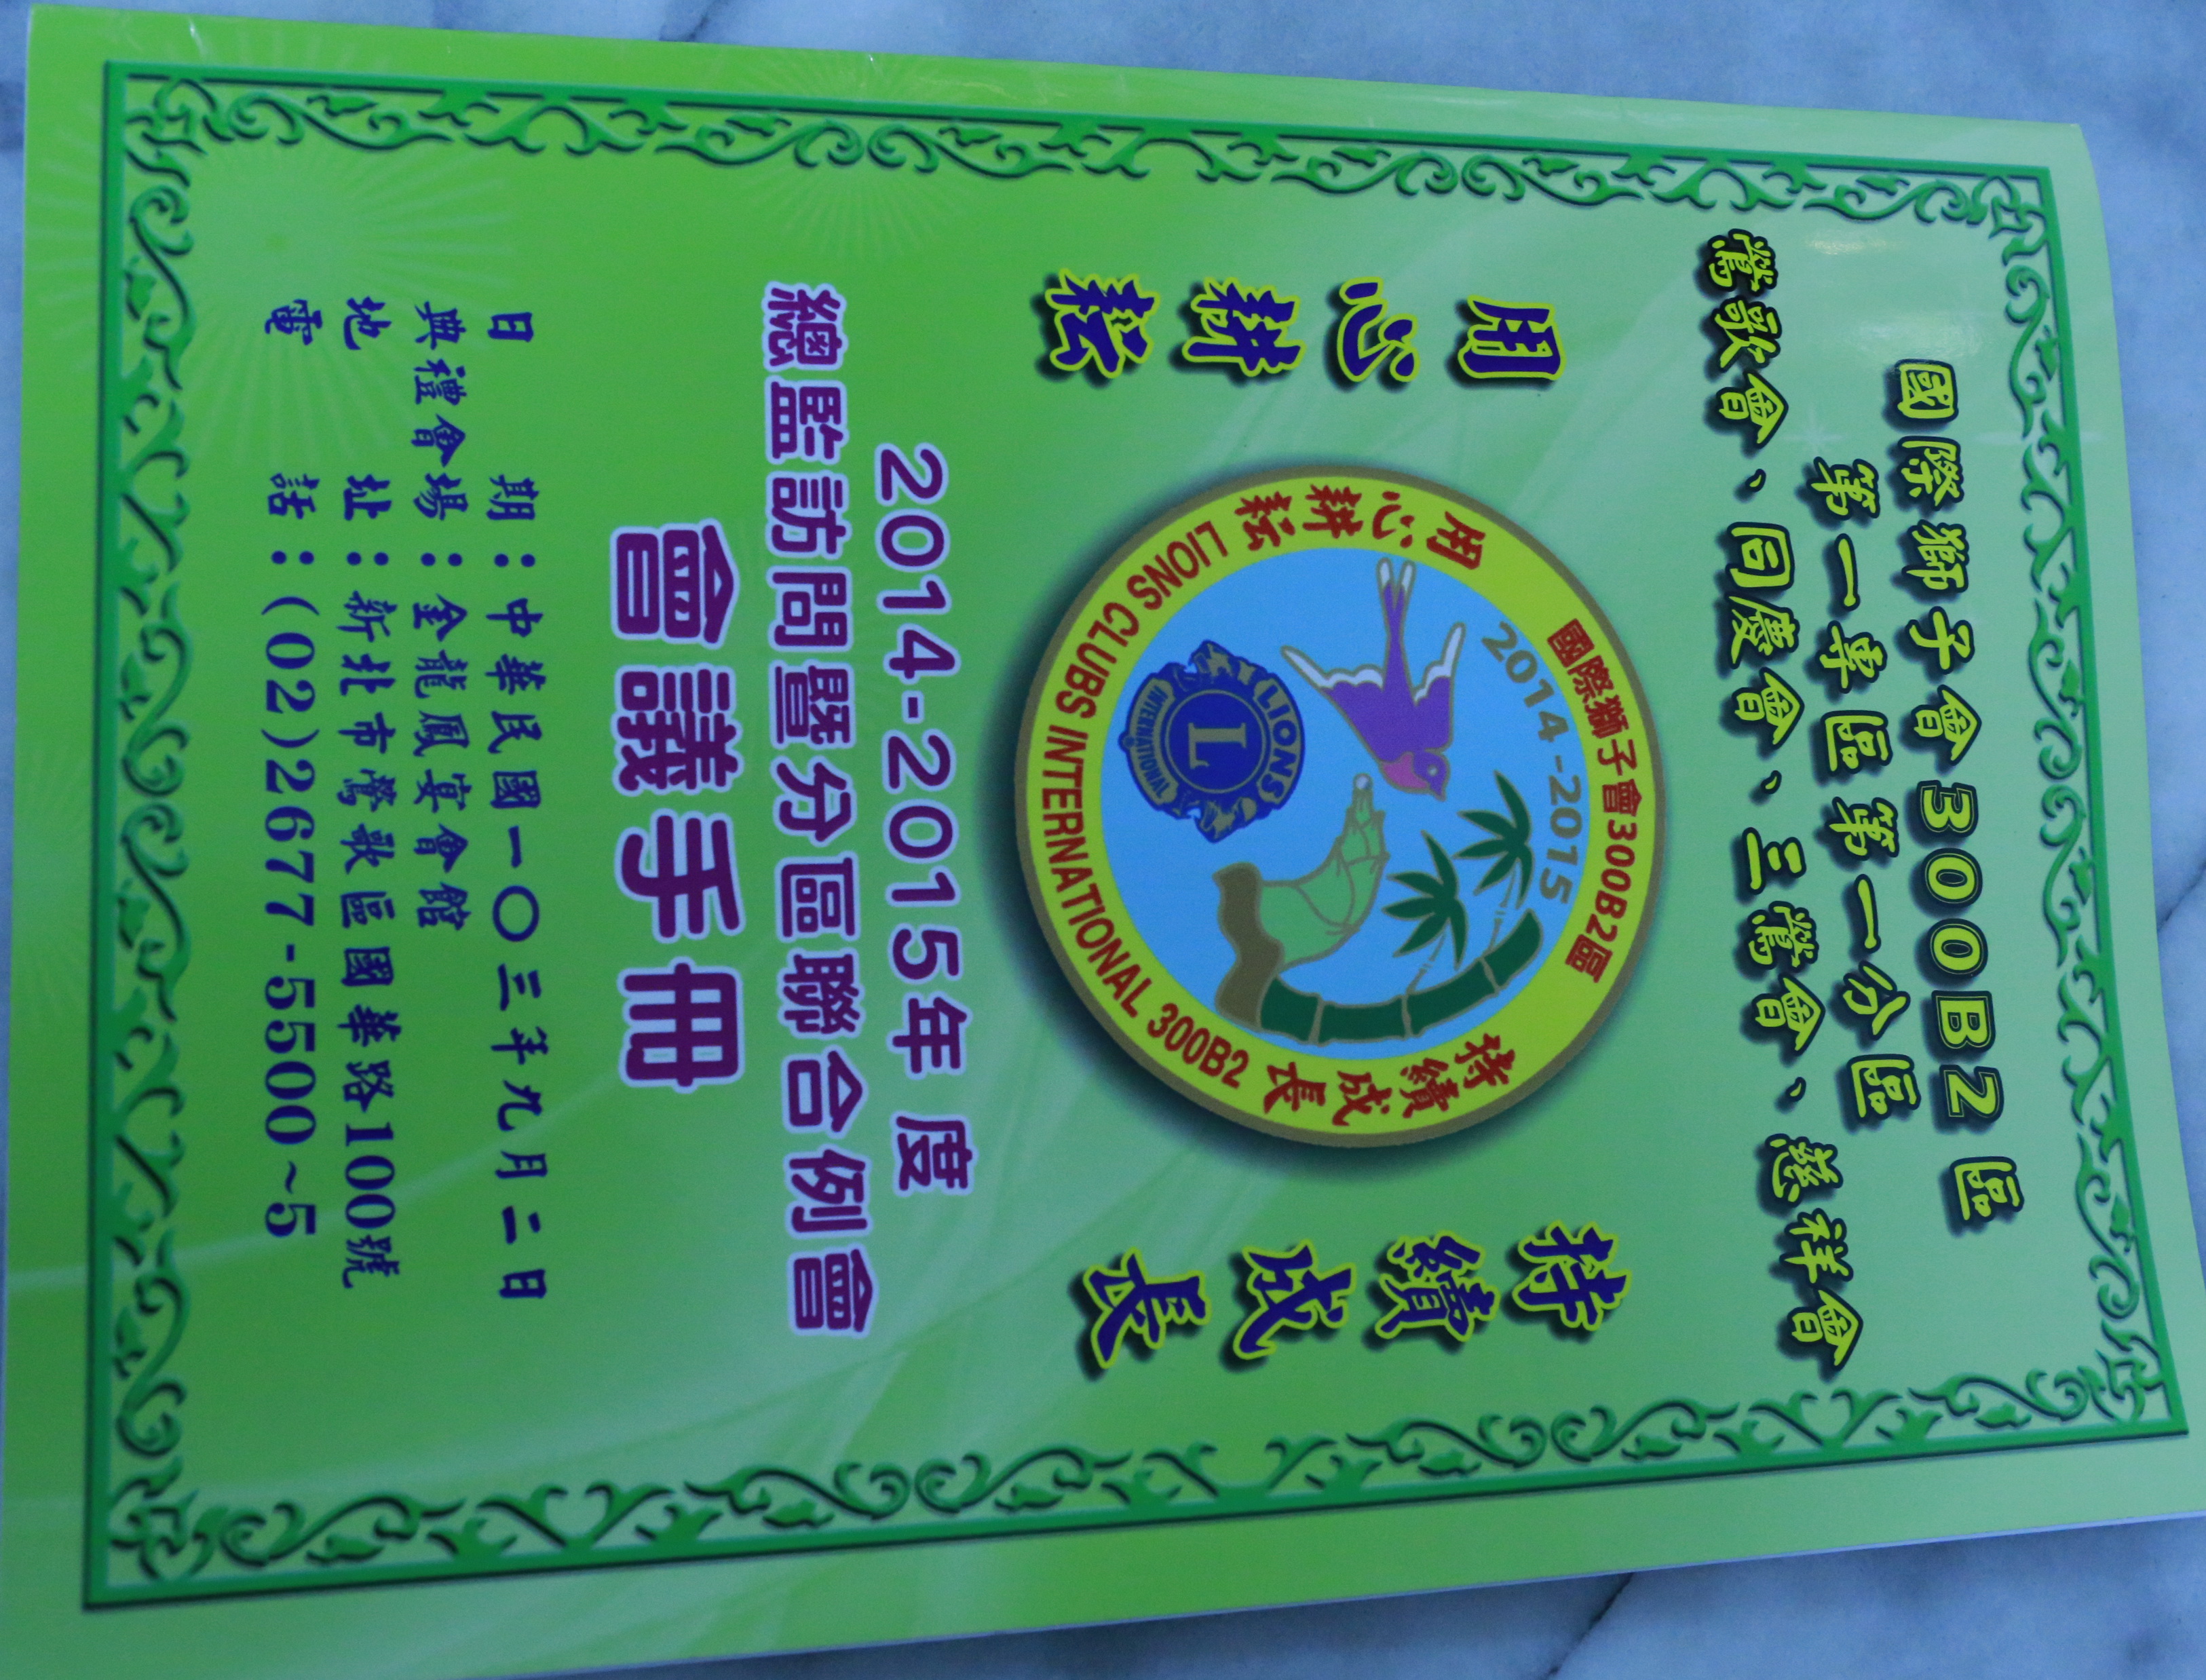 國際獅子會300B2區
第一專區第一分區
鶯歌會、同慶會、三鶯會、慈祥會
用心耕耘
持續成長
國際獅子會300B2區
2014-2015
用心耕耘
持續成長
LIONS CLUBS INTERNATIONAL 300B2
LIONS
L
INTERNATIONAL
2014-2015年度
總監訪問暨分區聯合例會
會議手冊
日期：中華民國一〇三年九月二日
典禮會場：金龍鳳宴會館
地址：新北市鶯歌區國華路100號
電話：(02)2677-5500~5